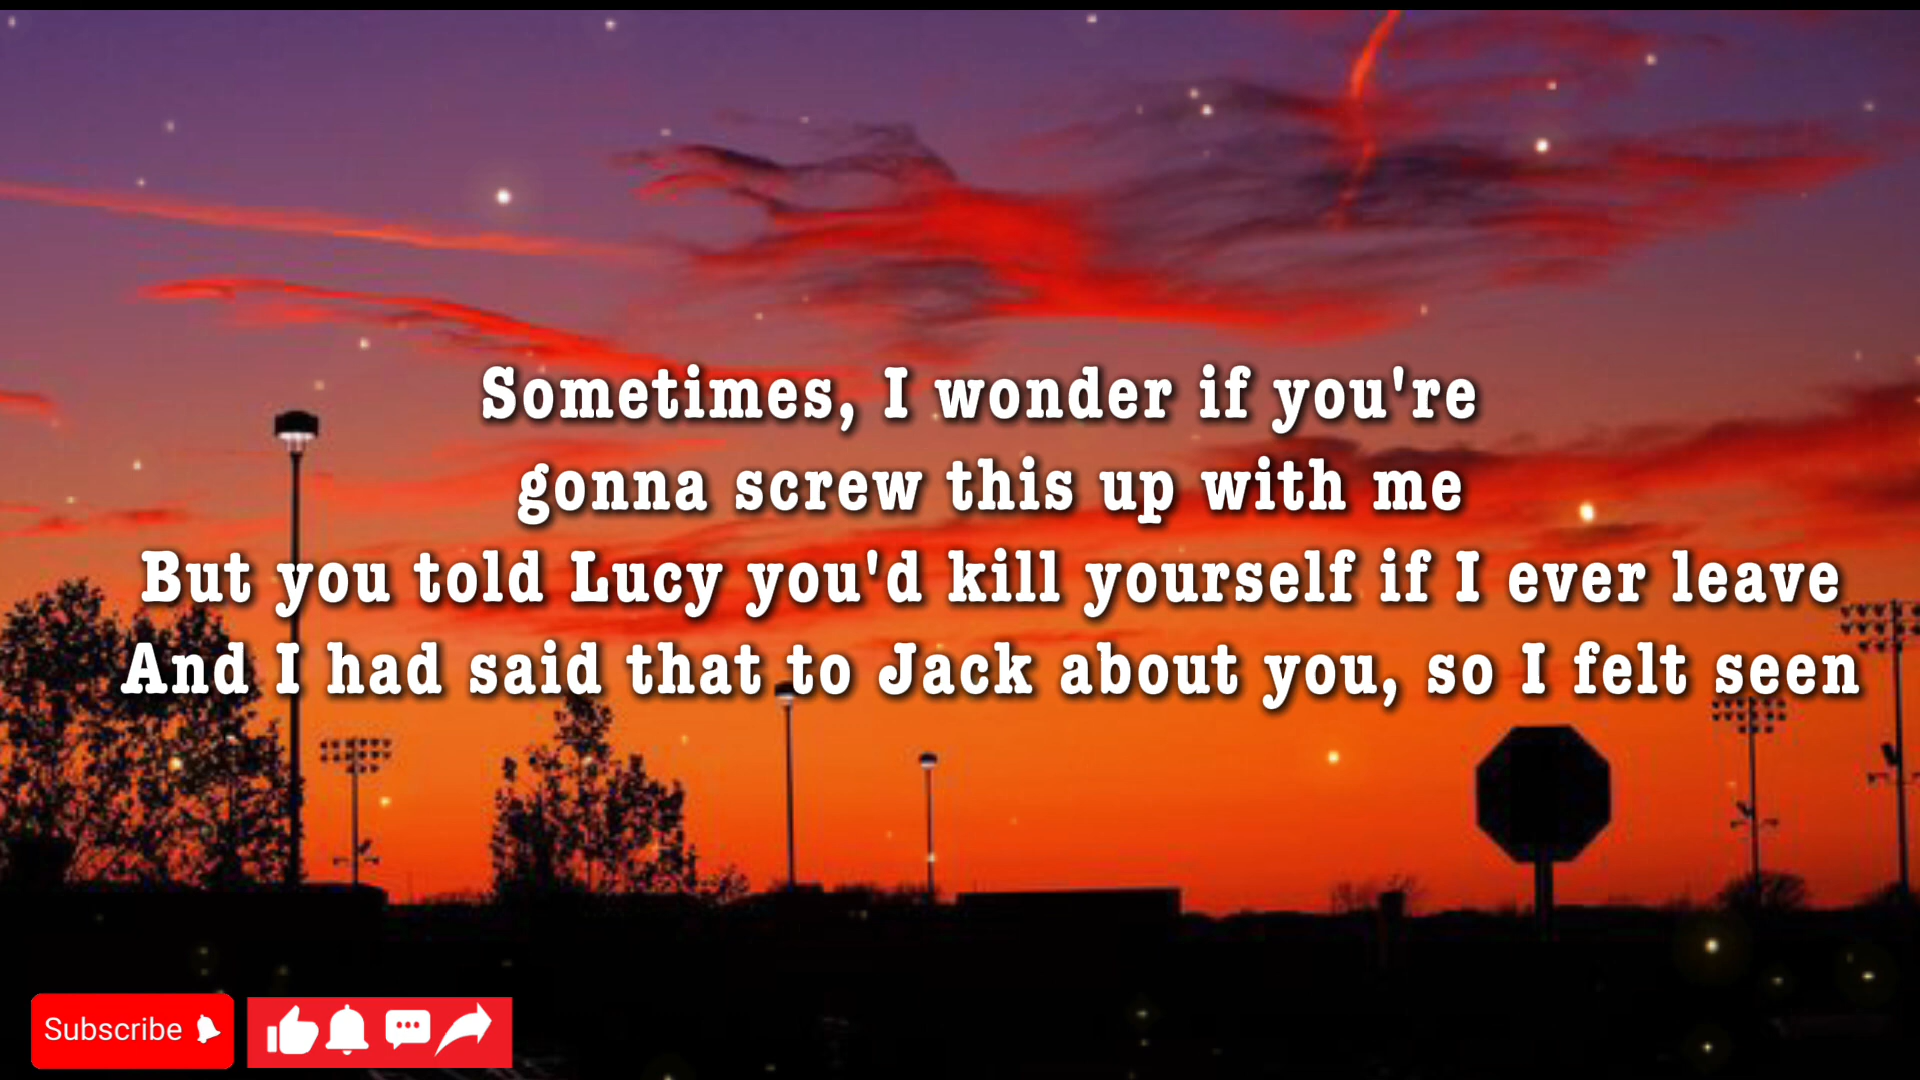 Sometimes, I wonder if you're
gonna screw this up with me
But you told Lucy you'd kill yourself if I ever leave
And I had said that to Jack about you, so I felt seen
Subscribe